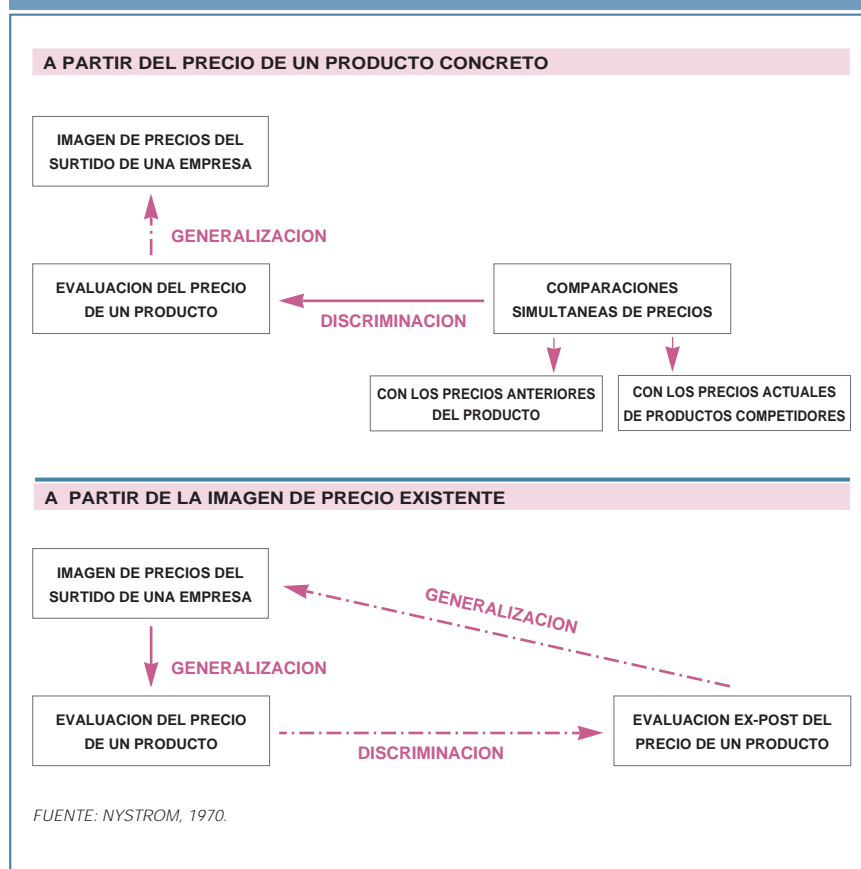 A PARTIR DEL PRECIO DE UN PRODUCTO CONCRETO
IMAGEN DE PRECIOS DEL
SURTIDO DE UNA EMPRESA
GENERALIZACION
EVALUACION DEL PRECIO
DE UN PRODUCTO
DISCRIMINACION
COMPARACIONES
SIMULTANEAS DE PRECIOS
CON LOS PRECIOS ANTERIORES
DEL PRODUCTO
CON LOS PRECIOS ACTUALES
DE PRODUCTOS COMPETIDORES
A PARTIR DE LA IMAGEN DE PRECIO EXISTENTE
IMAGEN DE PRECIOS DEL
SURTIDO DE UNA EMPRESA
GENERALIZACION
GENERALIZACION
EVALUACION DEL PRECIO
DE UN PRODUCTO
DISCRIMINACION
EVALUACION EX-POST DEL
PRECIO DE UN PRODUCTO
FUENTE: NYSTROM, 1970.